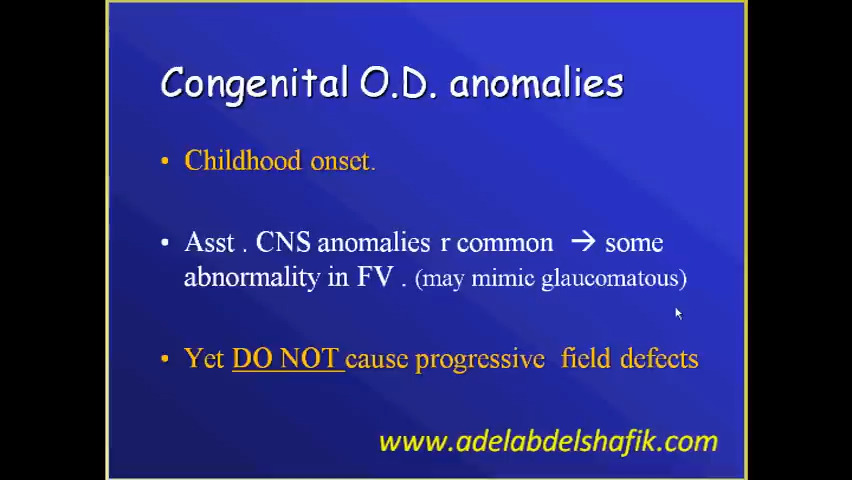 Congenital O.D. anomalies
• Childhood onset.
• Asst . CNS anomalies r common → some
abnormality in FV . (may mimic glaucomatous)
• Yet DO NOT cause progressive field defects
www.adelabdelshafik.com